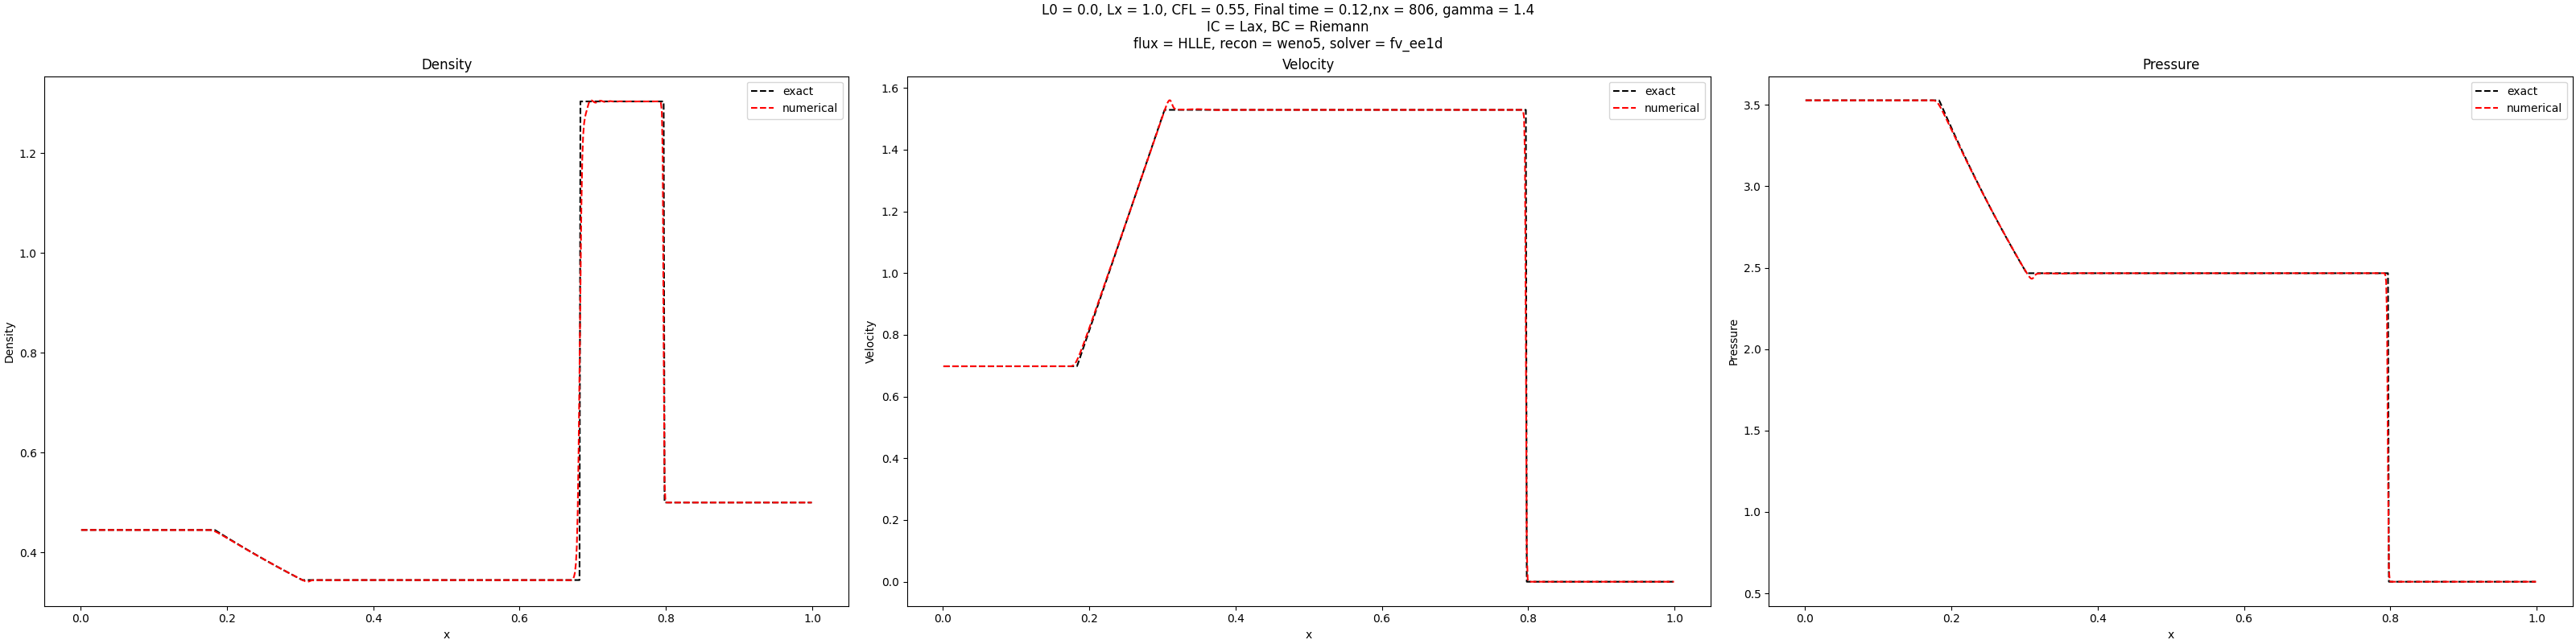 L0 = 0.0, Lx = 1.0, CFL = 0.55, Final time = 0.12,nx = 806, gamma = 1.4
IC = Lax, BC = Riemann
flux = HLLE, recon = weno5, solver = fv_ee1d
Density
exact
numerical
Density
1.2
1.0
0.8
0.6
0.4
0.0 0.2 0.4 0.6 0.8 1.0
x
Velocity
exact
numerical
Velocity
1.6
1.4
1.2
1.0
0.8
0.6
0.4
0.2
0.0
0.0 0.2 0.4 0.6 0.8 1.0
x
Pressure
exact
numerical
Pressure
3.5
3.0
2.5
2.0
1.5
1.0
0.5
0.0 0.2 0.4 0.6 0.8 1.0
x